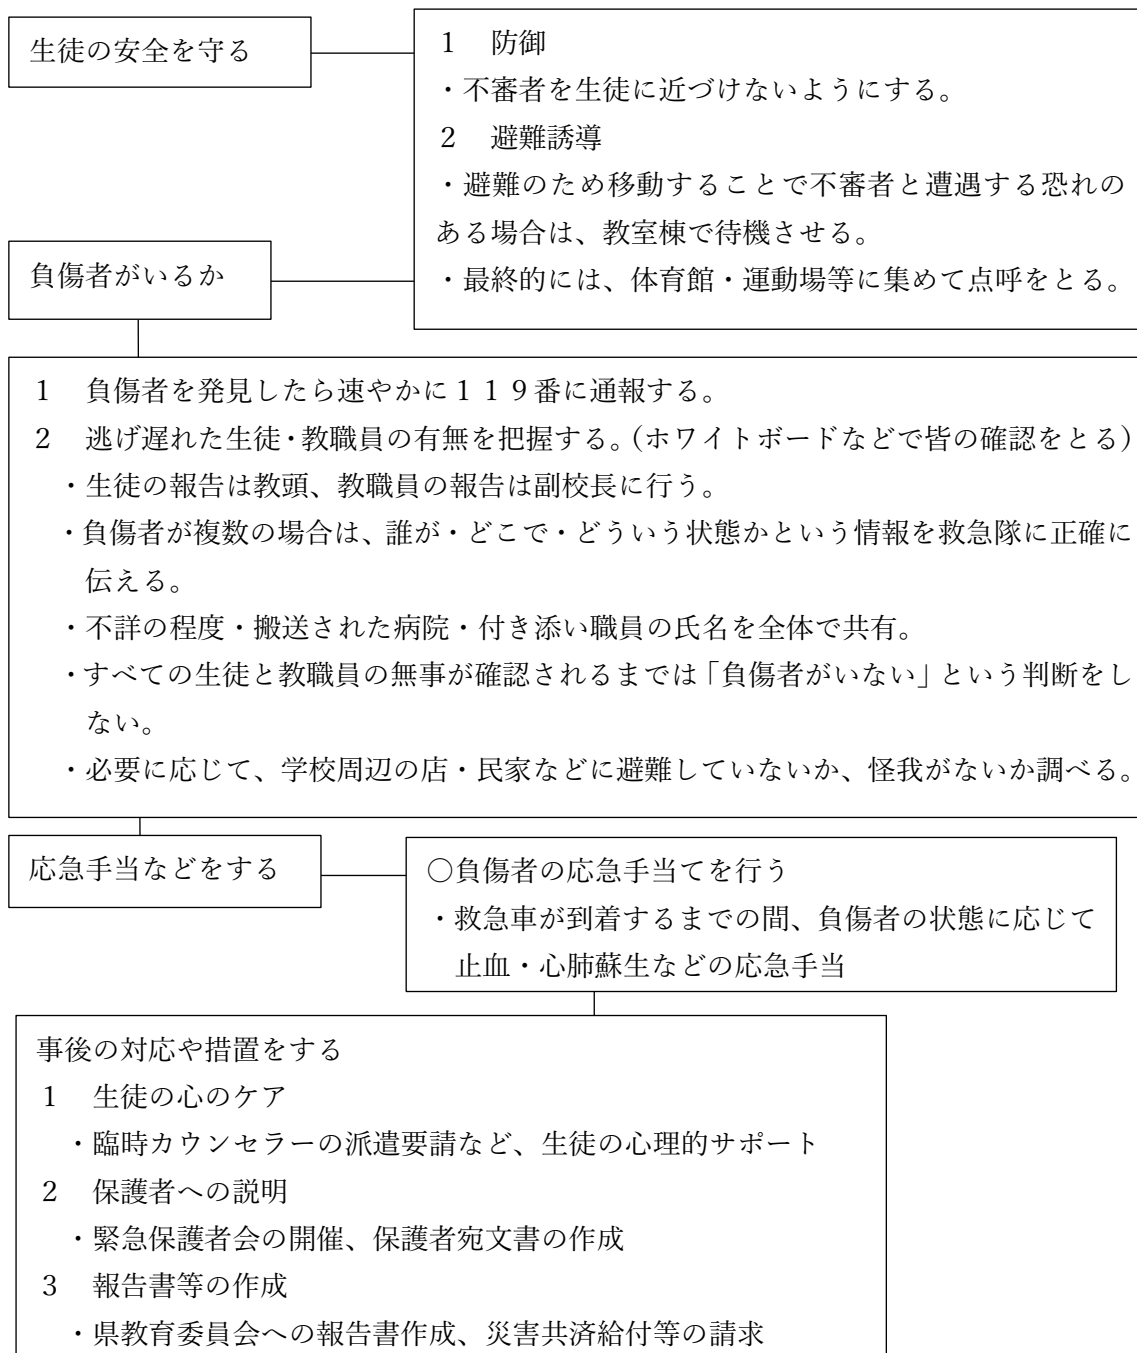 生徒の安全を守る
1 防御
・不審者を生徒に近づけないようにする。
2 避難誘導
・避難のため移動することで不審者と遭遇する恐れの
ある場合は、教室棟で待機させる。
・最終的には、体育館・運動場等に集めて点呼をとる。
負傷者がいるか
1 負傷者を発見したら速やかに119番に通報する。
2 逃げ遅れた生徒・教職員の有無を把握する。(ホワイトボードなどで皆の確認をとる)
・生徒の報告は教頭、教職員の報告は副校長に行う。
・負傷者が複数の場合は、誰が・どこで・どういう状態かという情報を救急隊に正確に
伝える。
・不詳の程度・搬送された病院・付き添い職員の氏名を全体で共有。
・すべての生徒と教職員の無事が確認されるまでは「負傷者がいない」という判断をし
ない。
・必要に応じて、学校周辺の店・民家などに避難していないか、怪我がないか調べる。
応急手当などをする
○負傷者の応急手当てを行う
・救急車が到着するまでの間、負傷者の状態に応じて
止血・心肺蘇生などの応急手当
事後の対応や措置をする
1 生徒の心のケア
・臨時カウンセラーの派遣要請など、生徒の心理的サポート
2 保護者への説明
・緊急保護者会の開催、保護者宛文書の作成
3 報告書等の作成
・県教育委員会への報告書作成、災害共済給付等の請求